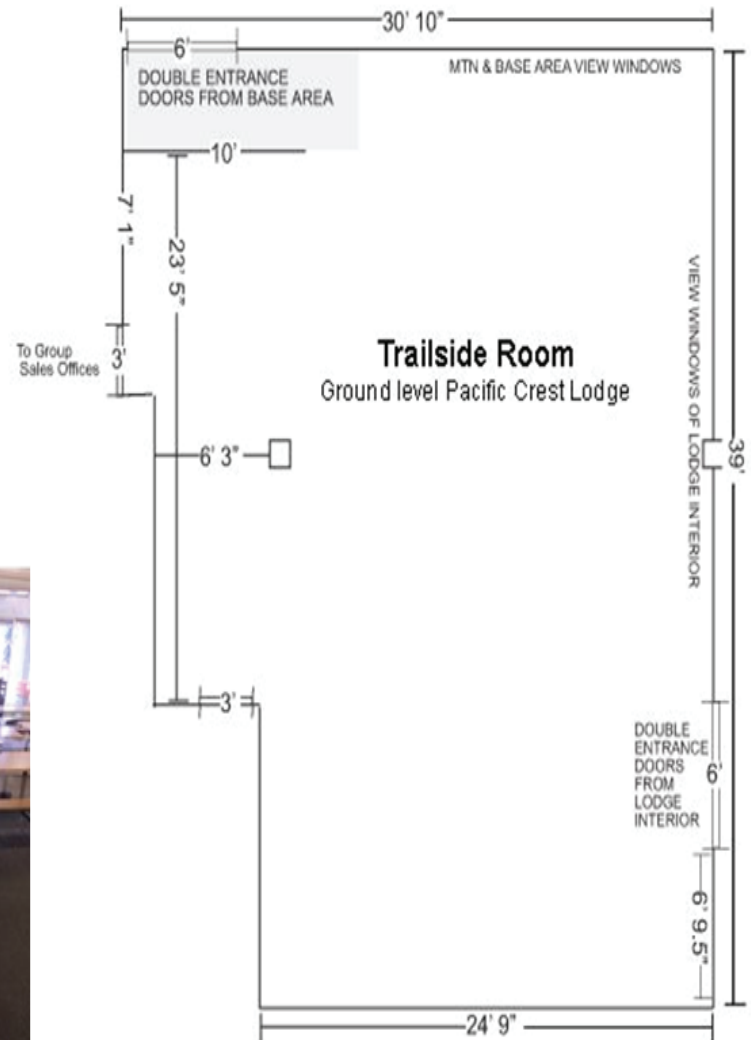 30' 10"
6'
MTN & BASE AREA VIEW WINDOWS
DOUBLE ENTRANCE
DOORS FROM BASE AREA
10'
7' 1"
23' 5"
To Group
Sales Offices
3'
Trailside Room
Ground level Pacific Crest Lodge
VIEW WINDOWS OF LODGE INTERIOR
39'
6' 3"
3'
DOUBLE
ENTRANCE
DOORS
FROM
LODGE
INTERIOR
6'
6' 9.5"
24' 9"